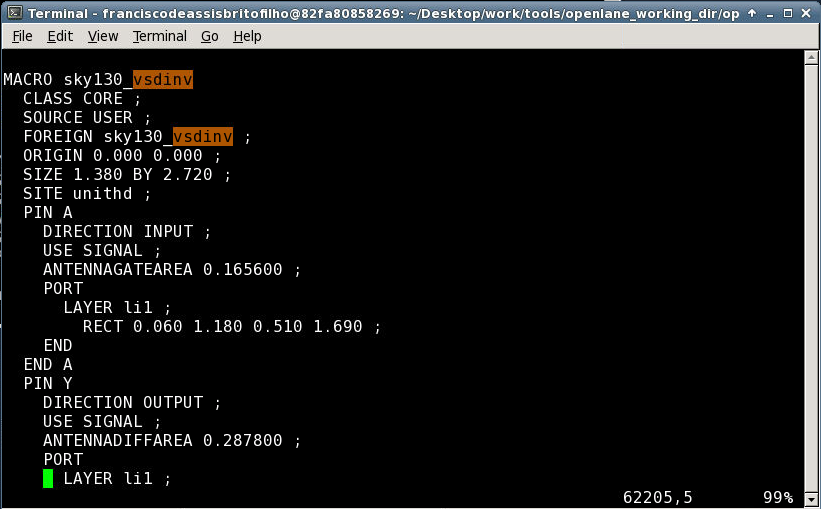 Terminal - franciscodeassisbritofilho@82fa80858269: ~/Desktop/work/tools/openlane_working_dir/op
File Edit View Terminal Go Help
MACRO sky130_vsdinv
  CLASS CORE ;
  SOURCE USER ;
  FOREIGN sky130_vsdinv ;
  ORIGIN 0.000 0.000 ;
  SIZE 1.380 BY 2.720 ;
  SITE unithd ;
  PIN A
    DIRECTION INPUT ;
    USE SIGNAL ;
    ANTENNAGATEAREA 0.165600 ;
    PORT
      LAYER li1 ;
        RECT 0.060 1.180 0.510 1.690 ;
    END
  END A
  PIN Y
    DIRECTION OUTPUT ;
    USE SIGNAL ;
    ANTENNADIFFAREA 0.287800 ;
    PORT
      LAYER li1 ;
62205,5 99%